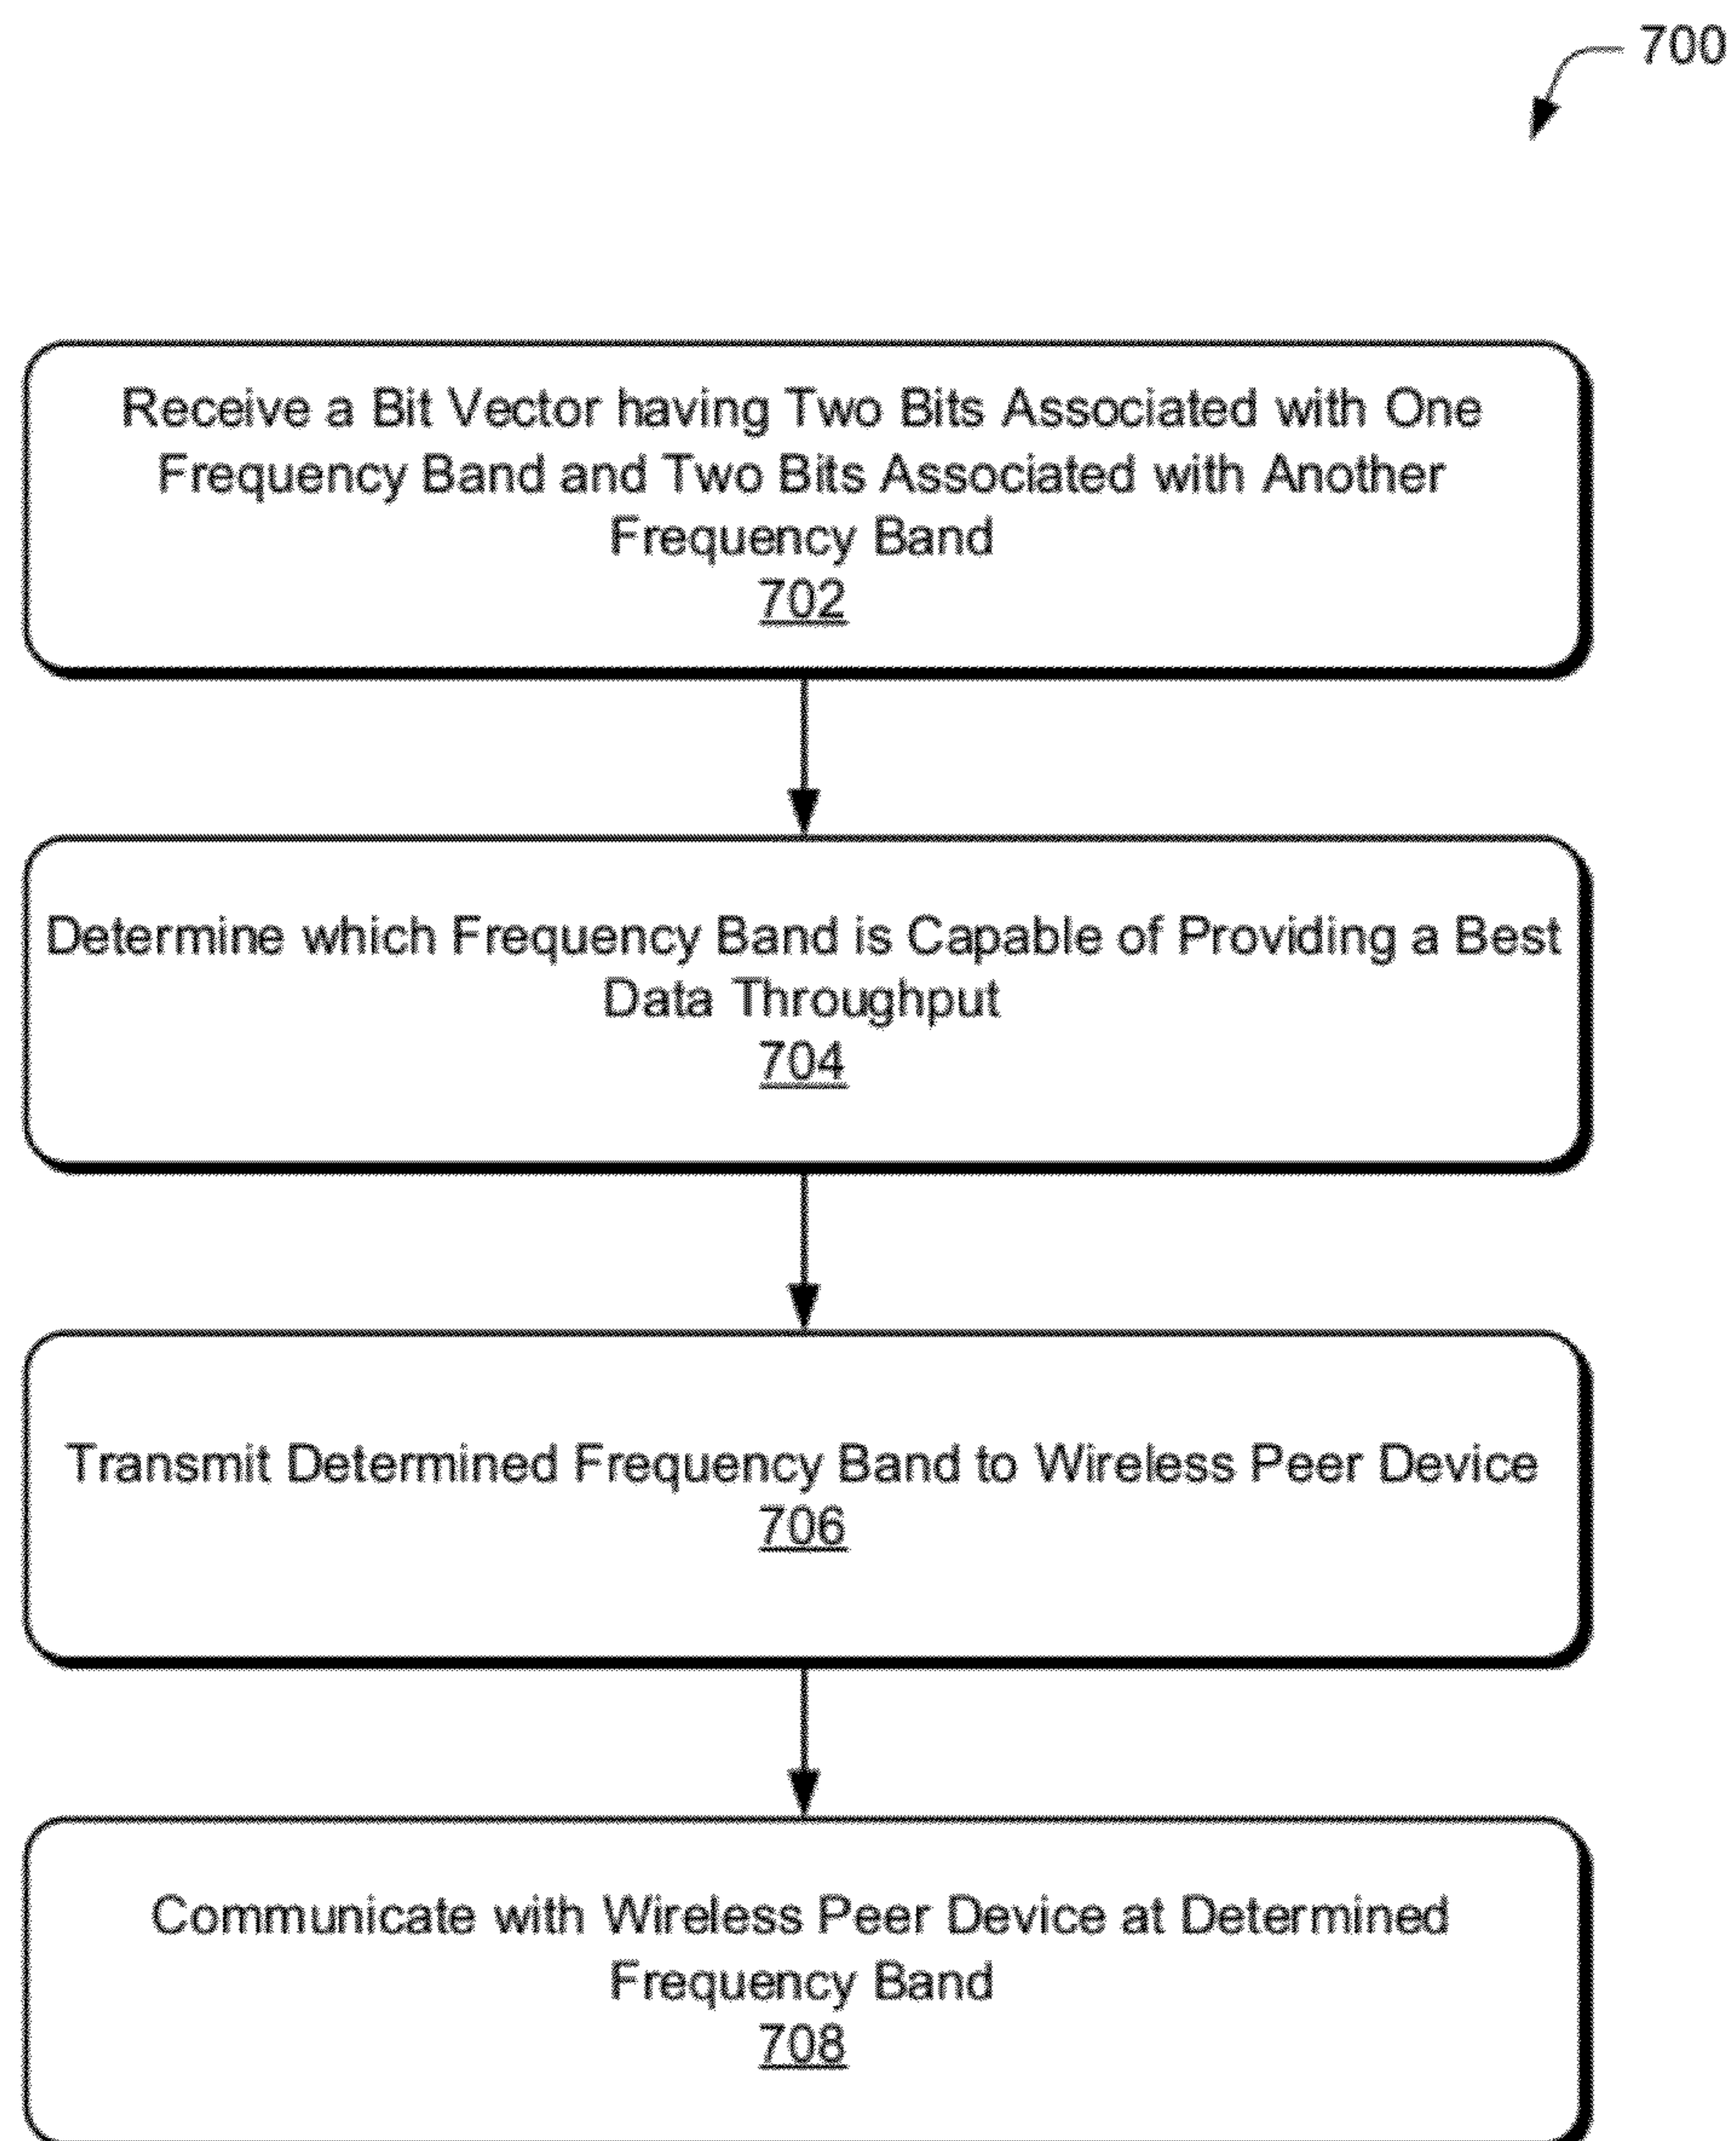 700
Receive a Bit Vector having Two Bits Associated with One
Frequency Band and Two Bits Associated with Another
Frequency Band
702
Determine which Frequency Band is Capable of Providing a Best
Data Throughput
704
Transmit Determined Frequency Band to Wireless Peer Device
706
Communicate with Wireless Peer Device at Determined
Frequency Band
708